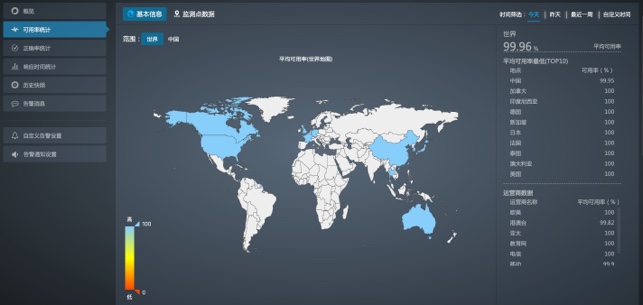 概览
可用率统计
正确率统计
响应时间统计
历史快照
告警消息
自定义告警设置
告警通知设置
基本信息 监测点数据
时间筛选： 今天 | 昨天 | 最近一周 | 自定义时间
范围： 世界 中国
平均可用率(世界地图)
高
100
0
低
世界
99.96 % 平均可用率
平均可用率最低(TOP10)
地点 可用率（%）
中国 99.95
加拿大 100
印度尼西亚 100
德国 100
新加坡 100
日本 100
法国 100
泰国 100
澳大利亚 100
美国 100
运营商数据
运营商名称 平均可用率（%）
欧美 100
港澳台 99.82
亚太 100
教育网 100
电信 100
移动 99.9